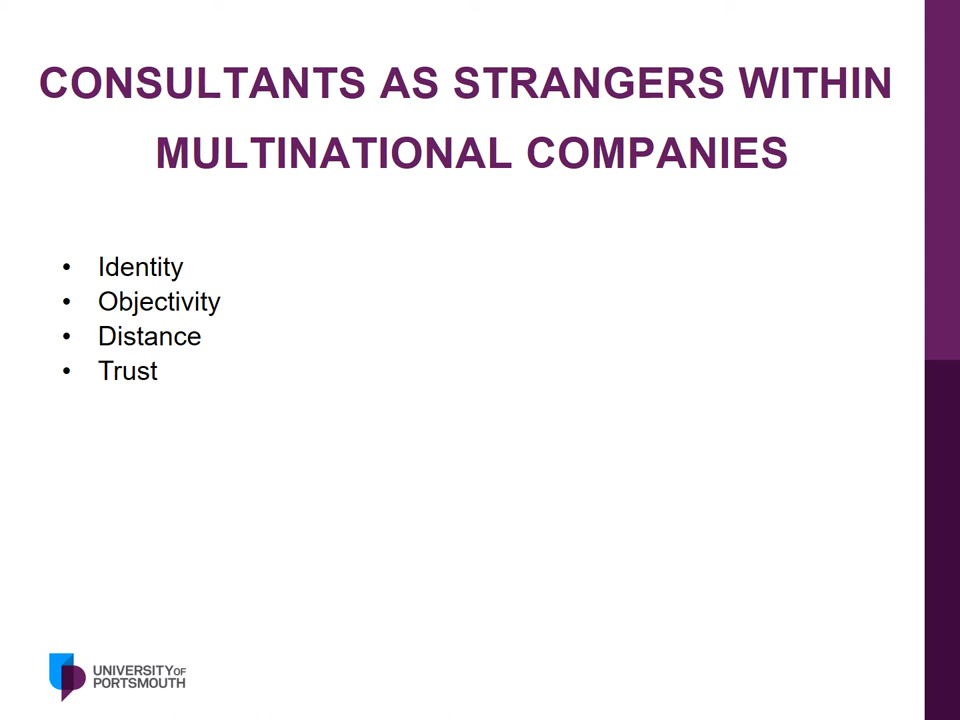 CONSULTANTS AS STRANGERS WITHIN
MULTINATIONAL COMPANIES
• Identity
• Objectivity
• Distance
• Trust
UNIVERSITY OF
PORTSMOUTH